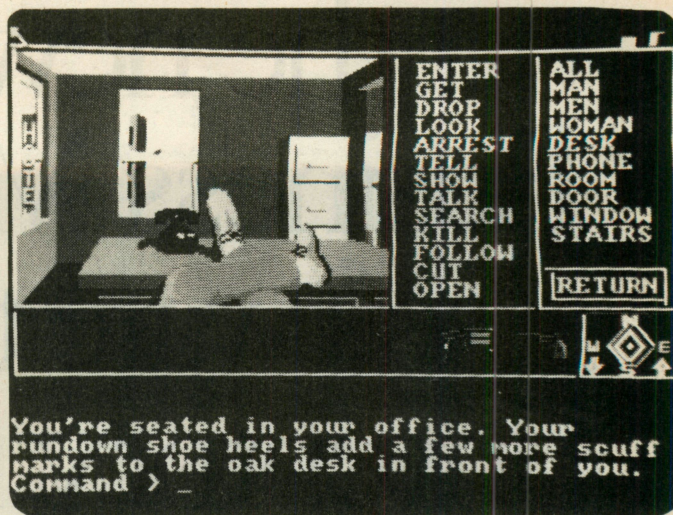 ENTER
GET
DROP
LOOK
ARREST
TELL
SHOW
TALK
SEARCH
KILL
FOLLOW
CUT
OPEN
ALL
MAN
MEN
WOMAN
DESK
PHONE
ROOM
DOOR
WINDOW
STAIRS
RETURN
N
W E
S
You're seated in your office. Your
rundown shoe heels add a few more scuff
marks to the oak desk in front of you.
Command > _